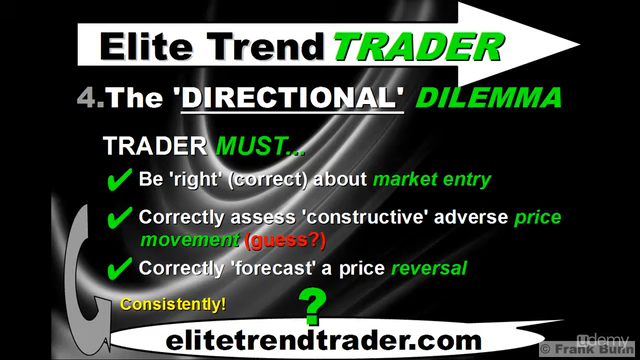 Elite Trend TRADER
4.The 'DIRECTIONAL' DILEMMA
TRADER MUST...
✔ Be 'right' (correct) about market entry
✔ Correctly assess 'constructive' adverse price
movement (guess?)
✔ Correctly 'forecast' a price reversal
Consistently!
?
elitetrendtrader.com
udemy
© Frank Bunn